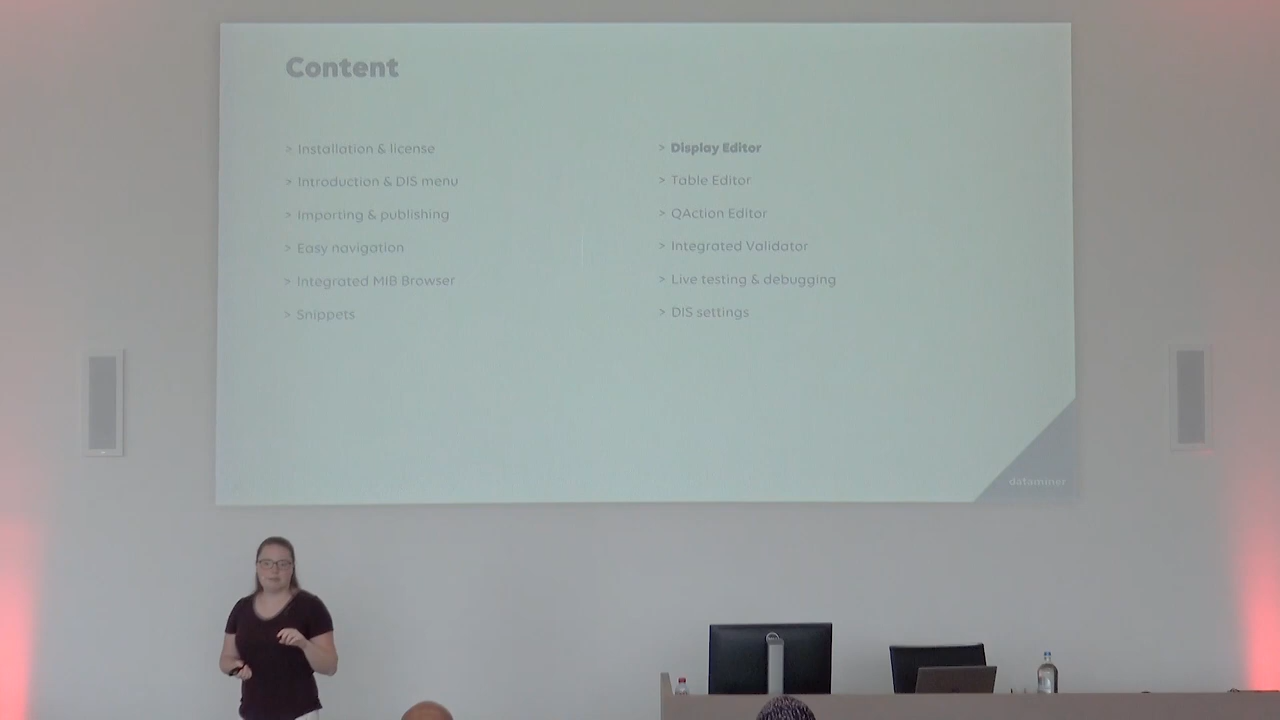 Content
> Installation & license
> Introduction & DIS menu
> Importing & publishing
> Easy navigation
> Integrated MIB Browser
> Snippets
> Display Editor
> Table Editor
> QAction Editor
> Integrated Validator
> Live testing & debugging
> DIS settings
dataminer